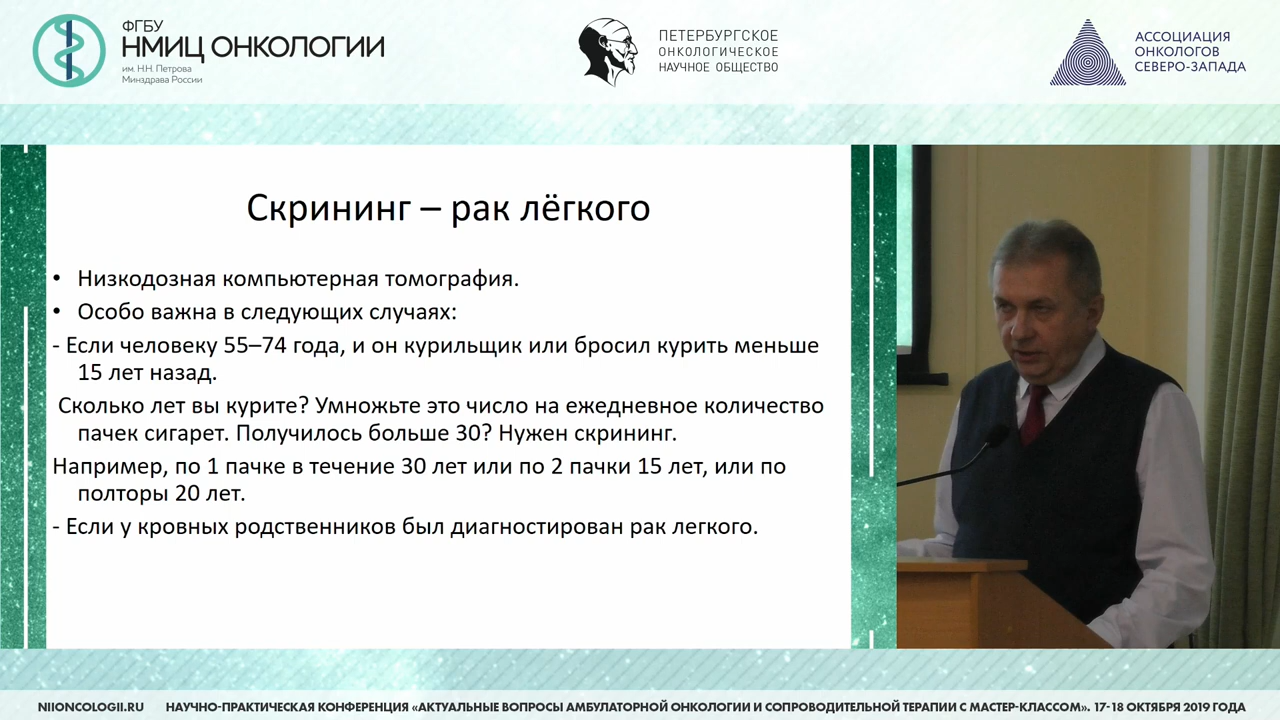 ФГБУ
НМИЦ ОНКОЛОГИИ
им. Н.Н. Петрова
Минздрава России
ПЕТЕРБУРГСКОЕ
ОНКОЛОГИЧЕСКОЕ
НАУЧНОЕ ОБЩЕСТВО
АССОЦИАЦИЯ
ОНКОЛОГОВ
СЕВЕРО-ЗАПАДА
Скрининг – рак лёгкого
• Низкодозная компьютерная томография.
• Особо важна в следующих случаях:
- Если человеку 55–74 года, и он курильщик или бросил курить меньше
15 лет назад.
Сколько лет вы курите? Умножьте это число на ежедневное количество
пачек сигарет. Получилось больше 30? Нужен скрининг.
Например, по 1 пачке в течение 30 лет или по 2 пачки 15 лет, или по
полторы 20 лет.
- Если у кровных родственников был диагностирован рак легкого.
NIIONCOLOGII.RU НАУЧНО-ПРАКТИЧЕСКАЯ КОНФЕРЕНЦИЯ «АКТУАЛЬНЫЕ ВОПРОСЫ АМБУЛАТОРНОЙ ОНКОЛОГИИ И СОПРОВОДИТЕЛЬНОЙ ТЕРАПИИ С МАСТЕР-КЛАССОМ». 17-18 ОКТЯБРЯ 2019 ГОДА